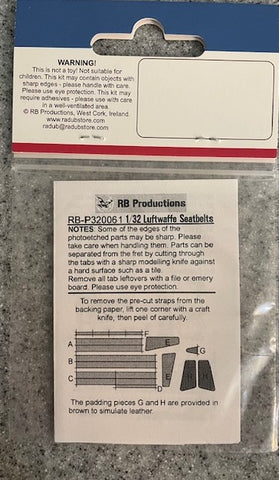 WARNING!
This is not a toy! Not suitable for
children. This kit may contain objects with
sharp edges - please handle with care.
Please use eye protection. This kit may
require adhesives - please use with care
in a well-ventilated area.
© RB Productions, West Cork, Ireland.
www.radubstore.com
radub@radubstore.com
RB Productions
RB-P320061 1/32 Luftwaffe Seatbelts
NOTES: Some of the edges of the
photoetched parts may be sharp. Please
take care when handling them. Parts can be
separated from the fret by cutting through
the tabs with a sharp modelling knife against
a hard surface such as a tile.
Remove all tab leftovers with a file or emery
board. Please use eye protection.
To remove the pre-cut straps from the
backing paper, lift one corner with a craft
knife, then peel of carefully.
F
A
E
G
B
E
C
H
D
The padding pieces G and H are provided in
brown to simulate leather.